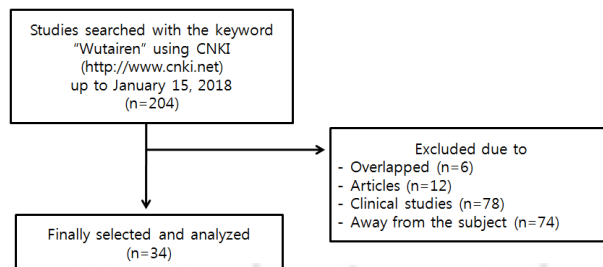 Studies searched with the keyword
"Wutairen" using CNKI
(http://www.cnki.net)
up to January 15, 2018
(n=204)
Excluded due to
- Overlapped (n=6)
- Articles (n=12)
- Clinical studies (n=78)
- Away from the subject (n=74)
Finally selected and analyzed
(n=34)